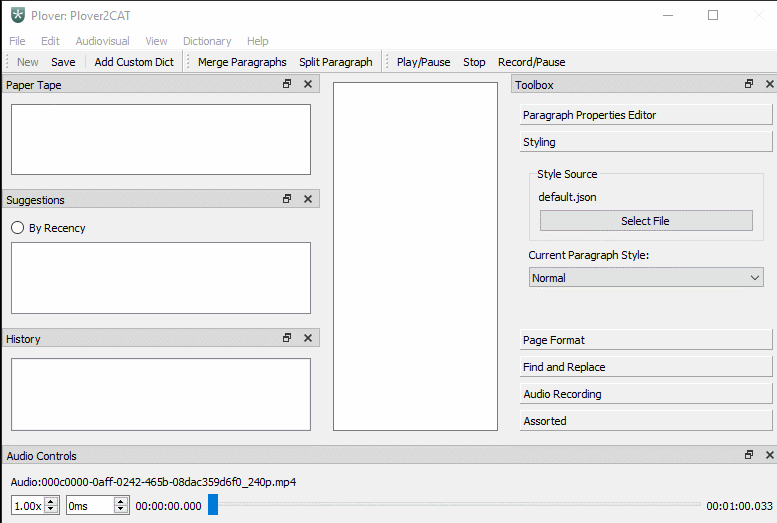 Plover: Plover2CAT
File Edit Audiovisual View Dictionary Help
New Save Add Custom Dict Merge Paragraphs Split Paragraph Play/Pause Stop Record/Pause
Paper Tape
Suggestions
By Recency
History
Toolbox
Paragraph Properties Editor
Styling
Style Source
default.json
Select File
Current Paragraph Style:
Normal
Page Format
Find and Replace
Audio Recording
Assorted
Audio Controls
Audio:000c0000-0aff-0242-465b-08dac359d6f0_240p.mp4
1.00x 0ms 00:00:00.000 00:01:00.033